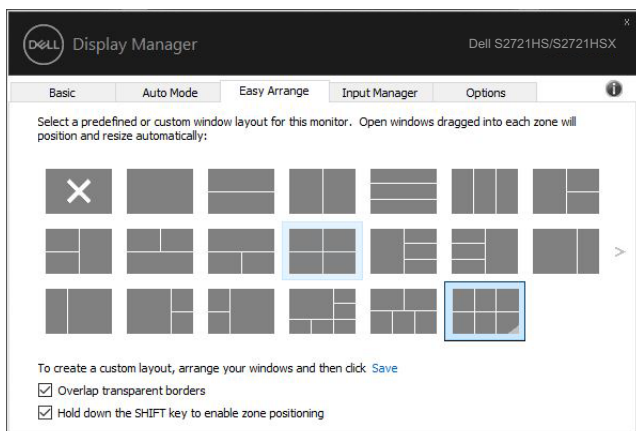 x
DELL Display Manager Dell S2721HS/S2721HSX
Basic Auto Mode Easy Arrange Input Manager Options i
Select a predefined or custom window layout for this monitor. Open windows dragged into each zone will
position and resize automatically:
>
To create a custom layout, arrange your windows and then click Save
Overlap transparent borders
Hold down the SHIFT key to enable zone positioning